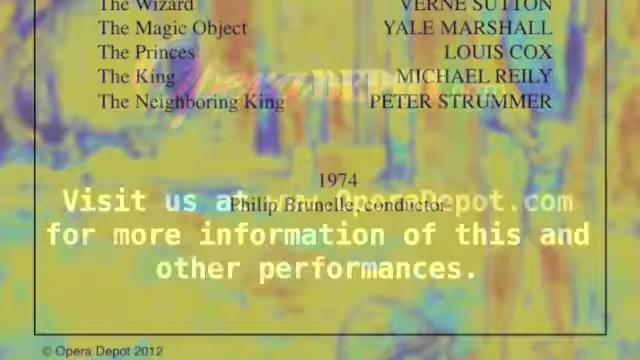 The Wizard VERNE SUTTON
The Magic Object YALE MARSHALL
The Princes LOUIS COX
The King MICHAEL REILY
The Neighboring King PETER STRUMMER
1974
Visit us at www.OperaDepot.com
Philip Brunelle, conductor
for more information of this and
other performances.
© Opera Depot 2012